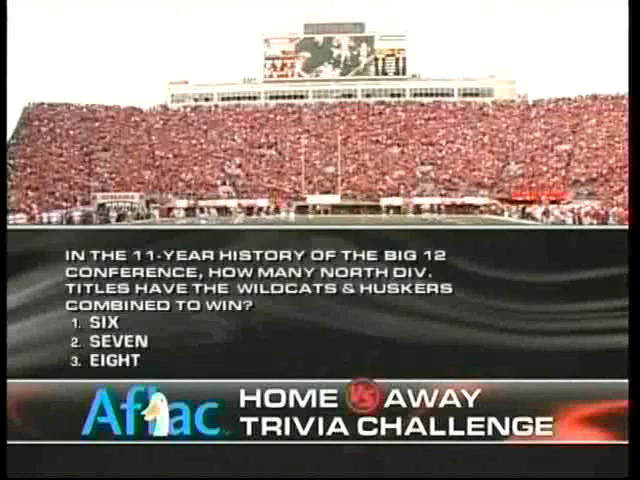 IN THE 11-YEAR HISTORY OF THE BIG 12
CONFERENCE, HOW MANY NORTH DIV.
TITLES HAVE THE WILDCATS & HUSKERS
COMBINED TO WIN?
1. SIX
2. SEVEN
3. EIGHT
Aflac
HOME VS AWAY
TRIVIA CHALLENGE